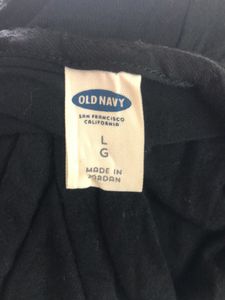 OLD NAVY
SAN FRANCISCO
CALIFORNIA
L
G
MADE IN
JORDAN